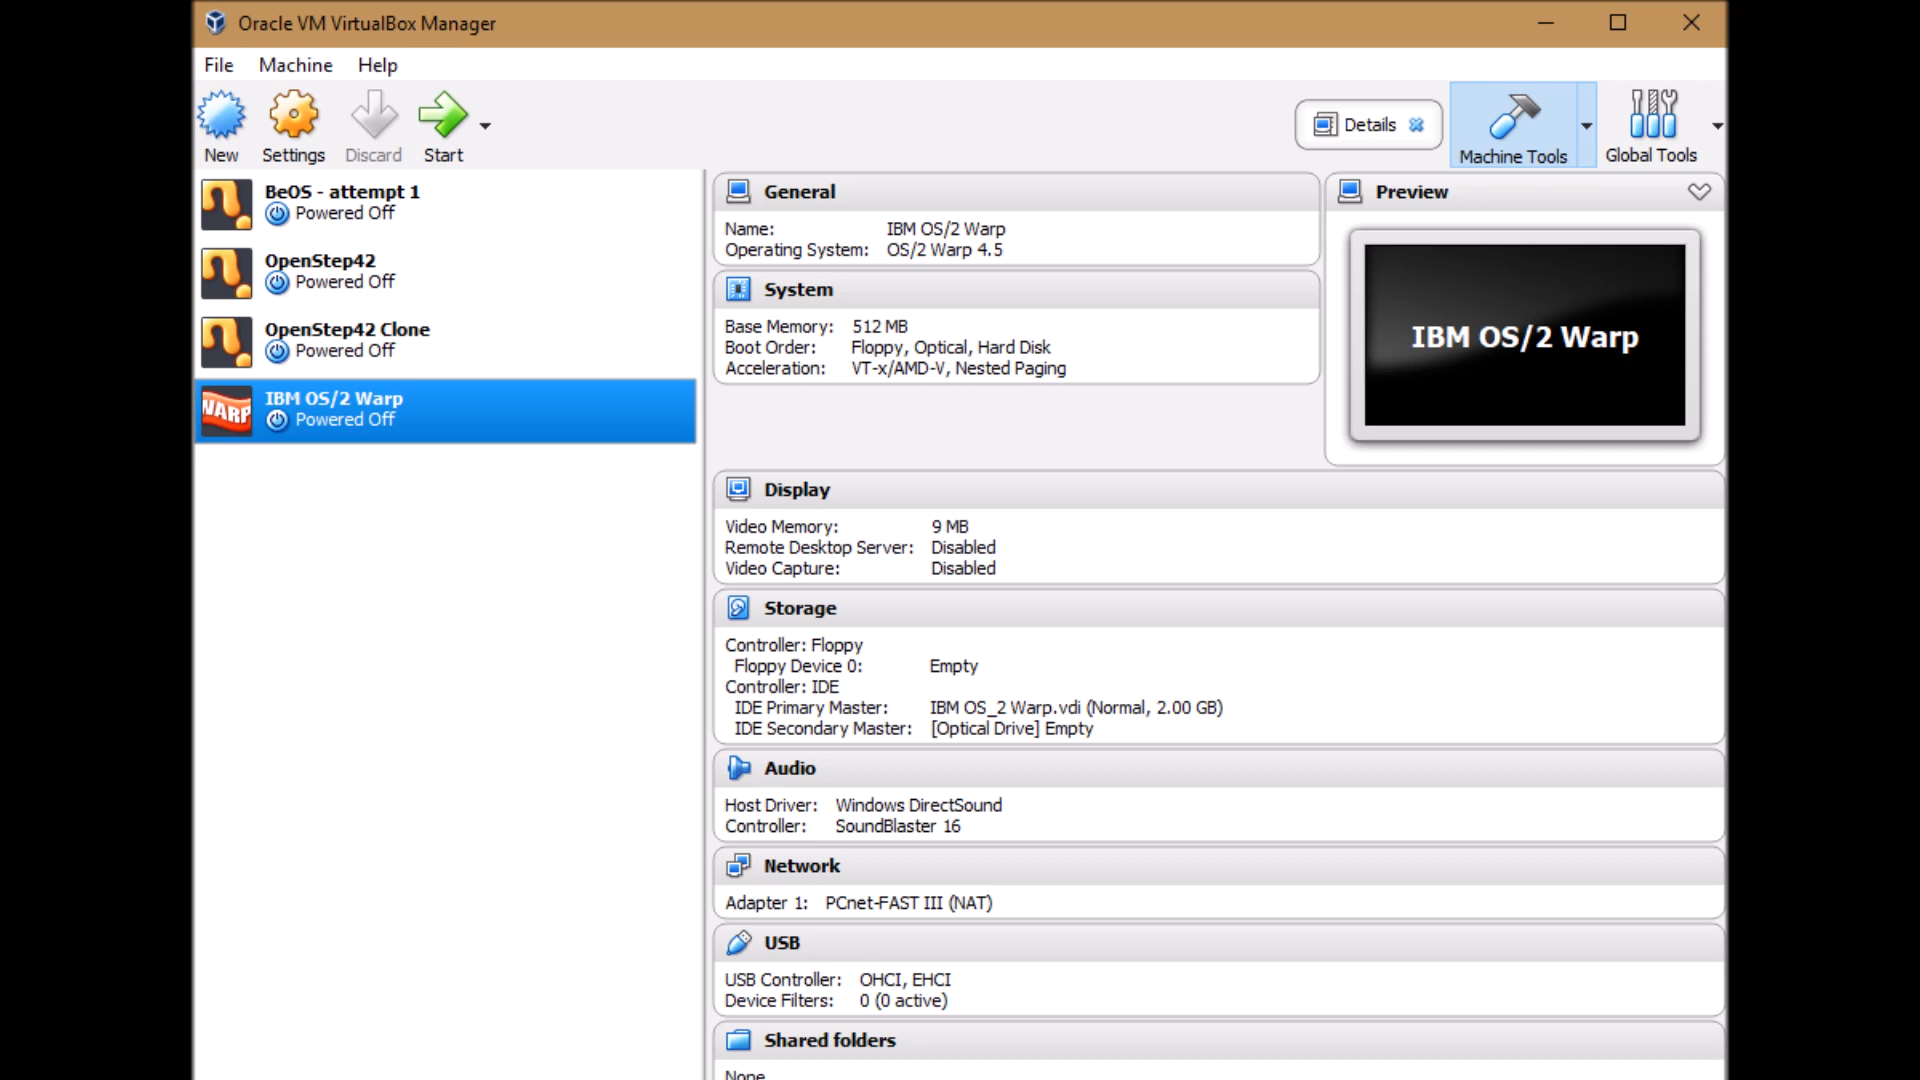 Oracle VM VirtualBox Manager
File Machine Help
New Settings Discard Start
Details Machine Tools Global Tools
BeOS - attempt 1
Powered Off
OpenStep42
Powered Off
OpenStep42 Clone
Powered Off
WARP
IBM OS/2 Warp
Powered Off
General
Name: IBM OS/2 Warp
Operating System: OS/2 Warp 4.5
System
Base Memory: 512 MB
Boot Order: Floppy, Optical, Hard Disk
Acceleration: VT-x/AMD-V, Nested Paging
Preview
IBM OS/2 Warp
Display
Video Memory: 9 MB
Remote Desktop Server: Disabled
Video Capture: Disabled
Storage
Controller: Floppy
Floppy Device 0: Empty
Controller: IDE
IDE Primary Master: IBM OS_2 Warp.vdi (Normal, 2.00 GB)
IDE Secondary Master: [Optical Drive] Empty
Audio
Host Driver: Windows DirectSound
Controller: SoundBlaster 16
Network
Adapter 1: PCnet-FAST III (NAT)
USB
USB Controller: OHCI, EHCI
Device Filters: 0 (0 active)
Shared folders
None